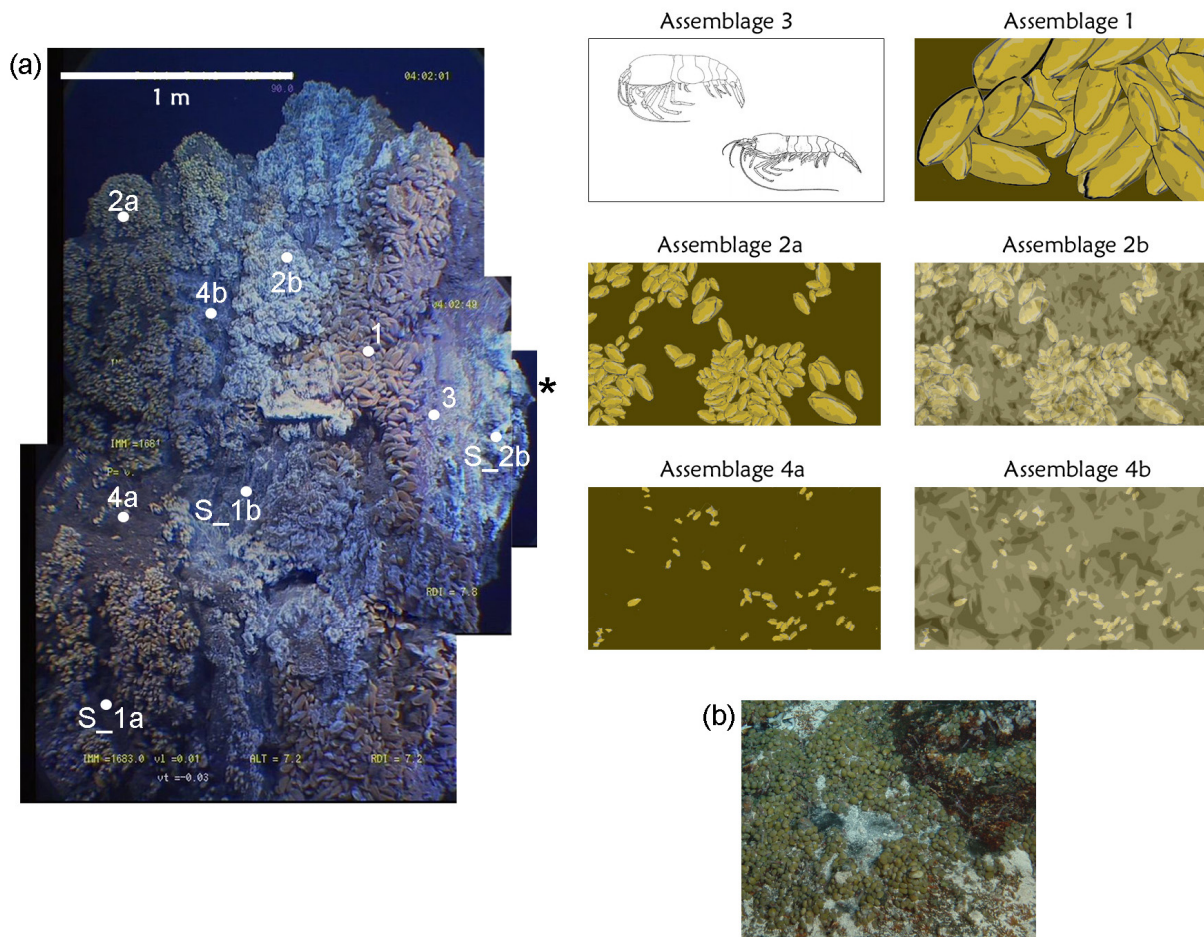 Assemblage 3
Assemblage 1
(a)
04:02:01
90.0
1 m
2a
2b
4b
1
04:02:49
3
*
S_2b
Assemblage 2a
Assemblage 2b
4a
S_1b
Assemblage 4a
Assemblage 4b
RDI = 7.8
S_1a
(b)
IMM =1683.0 vl =0.01
ALT = 7.2
RDI = 7.2
vt =-0.03